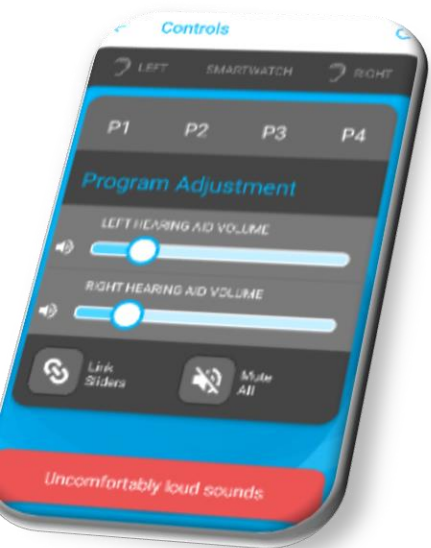 Controls
LEFT SMARTWATCH RIGHT
P1 P2 P3 P4
Program Adjustment
LEFT HEARING AID VOLUME
RIGHT HEARING AID VOLUME
Link
Sliders
Mute
All
Uncomfortably loud sounds